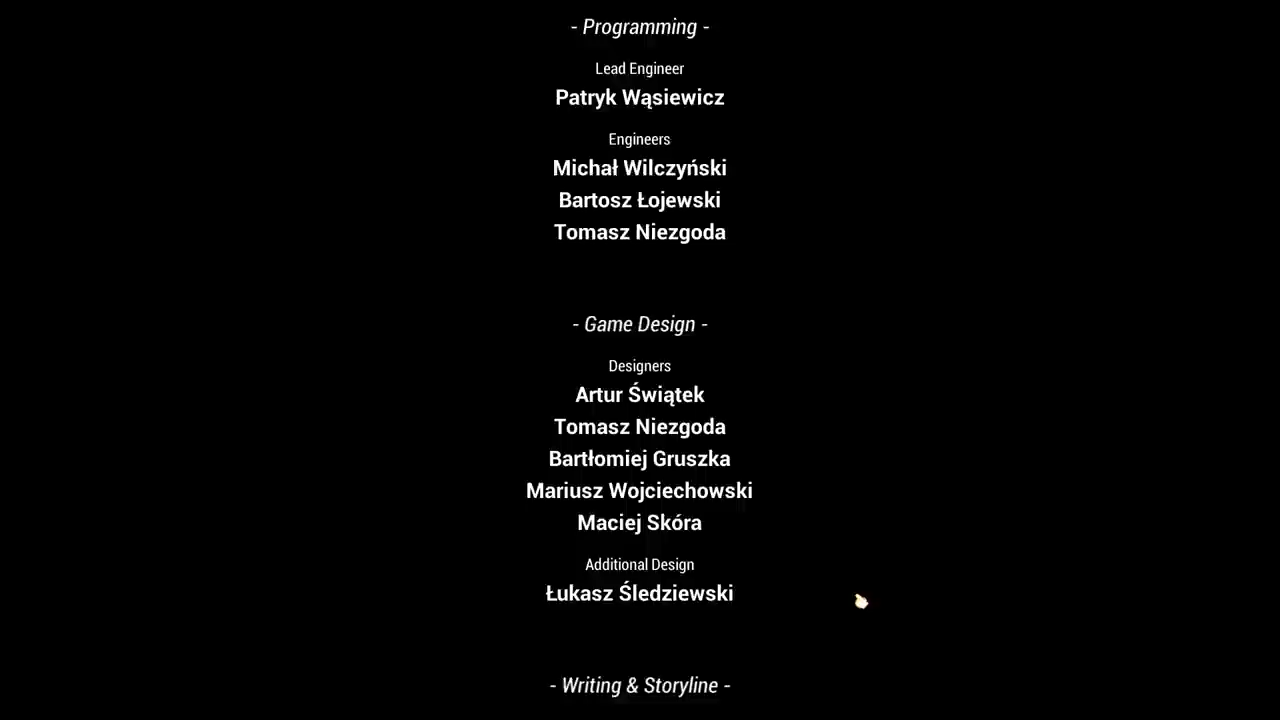 - Programming -
Lead Engineer
Patryk Wąsiewicz
Engineers
Michał Wilczyński
Bartosz Łojewski
Tomasz Niezgoda
- Game Design -
Designers
Artur Świątek
Tomasz Niezgoda
Bartłomiej Gruszka
Mariusz Wojciechowski
Maciej Skóra
Additional Design
Łukasz Śledziewski
- Writing & Storyline -